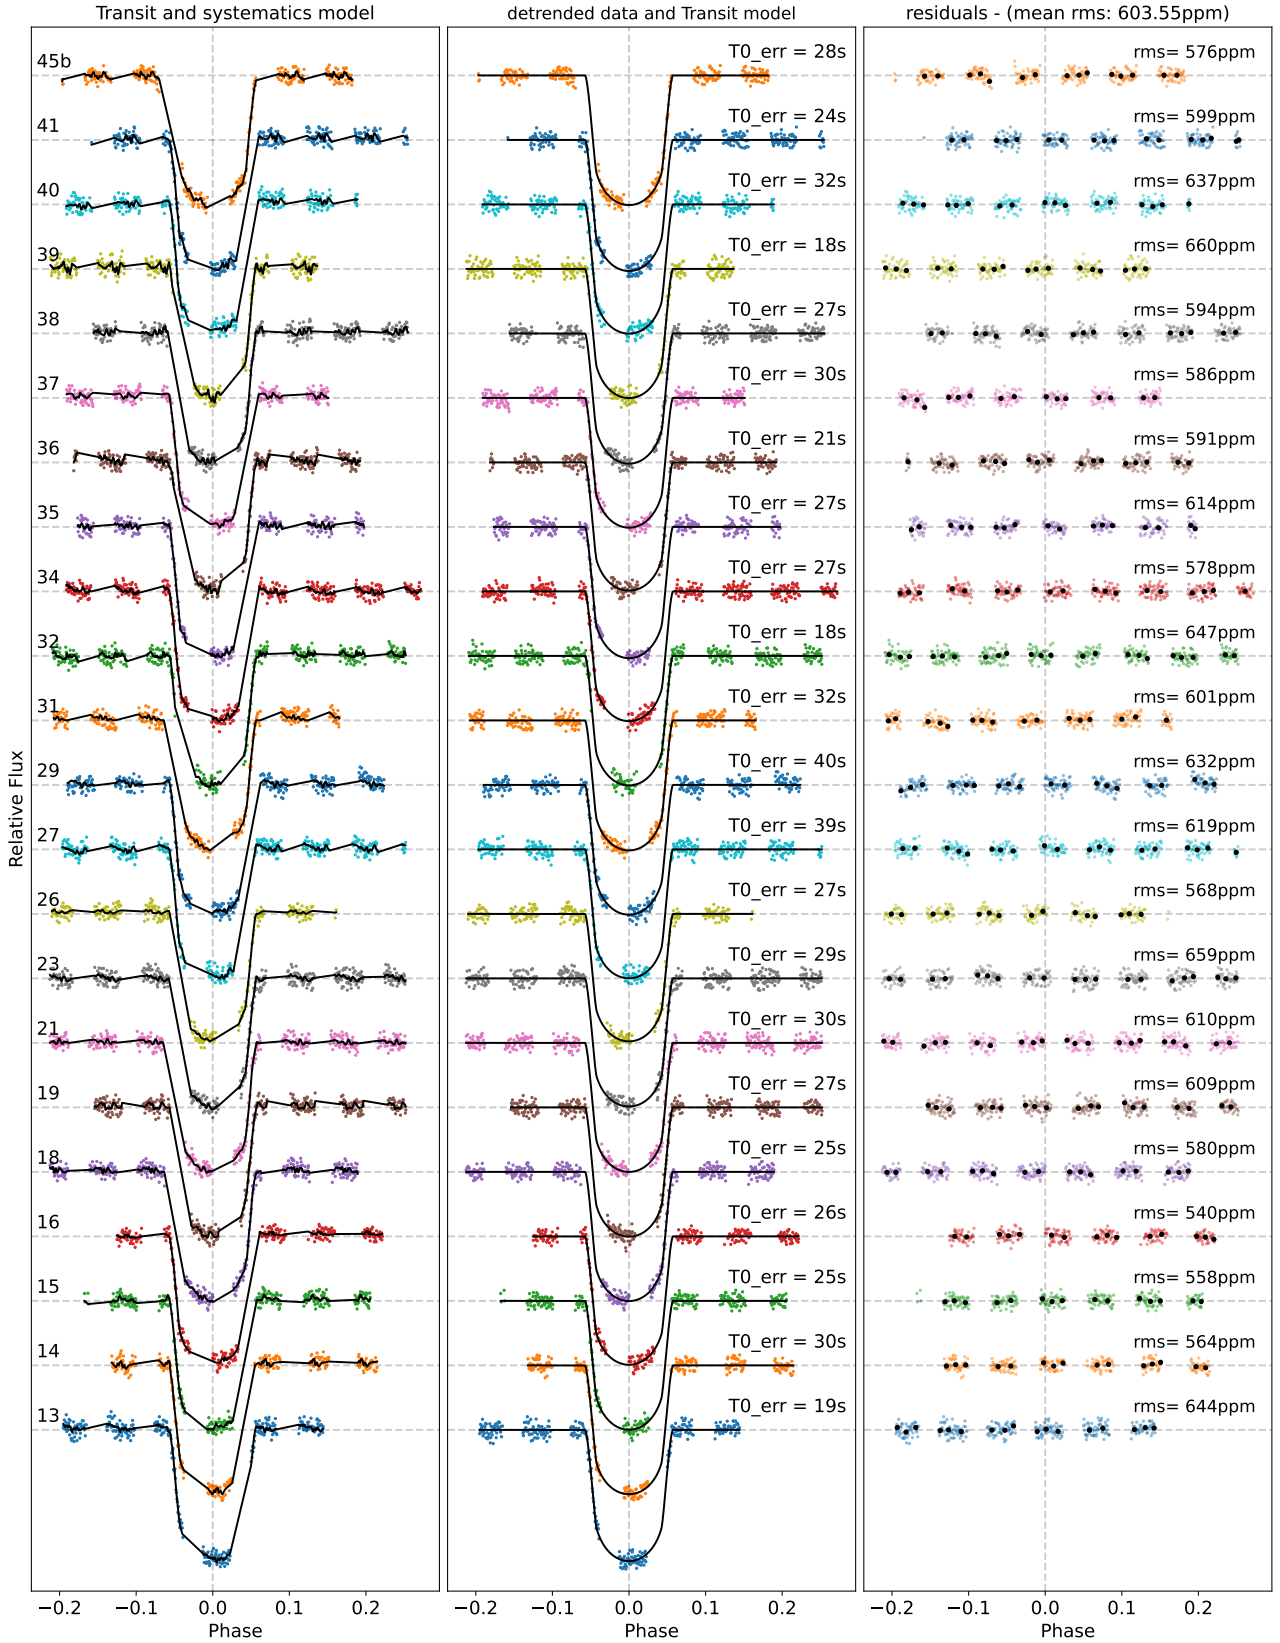 Transit and systematics model
detrended data and Transit model
residuals - (mean rms: 603.55ppm)
45b
T0_err = 28s
rms= 576ppm
41
T0_err = 24s
rms= 599ppm
40
T0_err = 32s
rms= 637ppm
39
T0_err = 18s
rms= 660ppm
38
T0_err = 27s
rms= 594ppm
37
T0_err = 30s
rms= 586ppm
36
T0_err = 21s
rms= 591ppm
35
T0_err = 27s
rms= 614ppm
34
T0_err = 27s
rms= 578ppm
32
T0_err = 18s
rms= 647ppm
31
T0_err = 32s
rms= 601ppm
29
T0_err = 40s
rms= 632ppm
27
T0_err = 39s
rms= 619ppm
26
T0_err = 27s
rms= 568ppm
23
T0_err = 29s
rms= 659ppm
21
T0_err = 30s
rms= 610ppm
19
T0_err = 27s
rms= 609ppm
18
T0_err = 25s
rms= 580ppm
16
T0_err = 26s
rms= 540ppm
15
T0_err = 25s
rms= 558ppm
14
T0_err = 30s
rms= 564ppm
13
T0_err = 19s
rms= 644ppm
Relative Flux
−0.2 −0.1 0.0 0.1 0.2
−0.2 −0.1 0.0 0.1 0.2
−0.2 −0.1 0.0 0.1 0.2
Phase
Phase
Phase